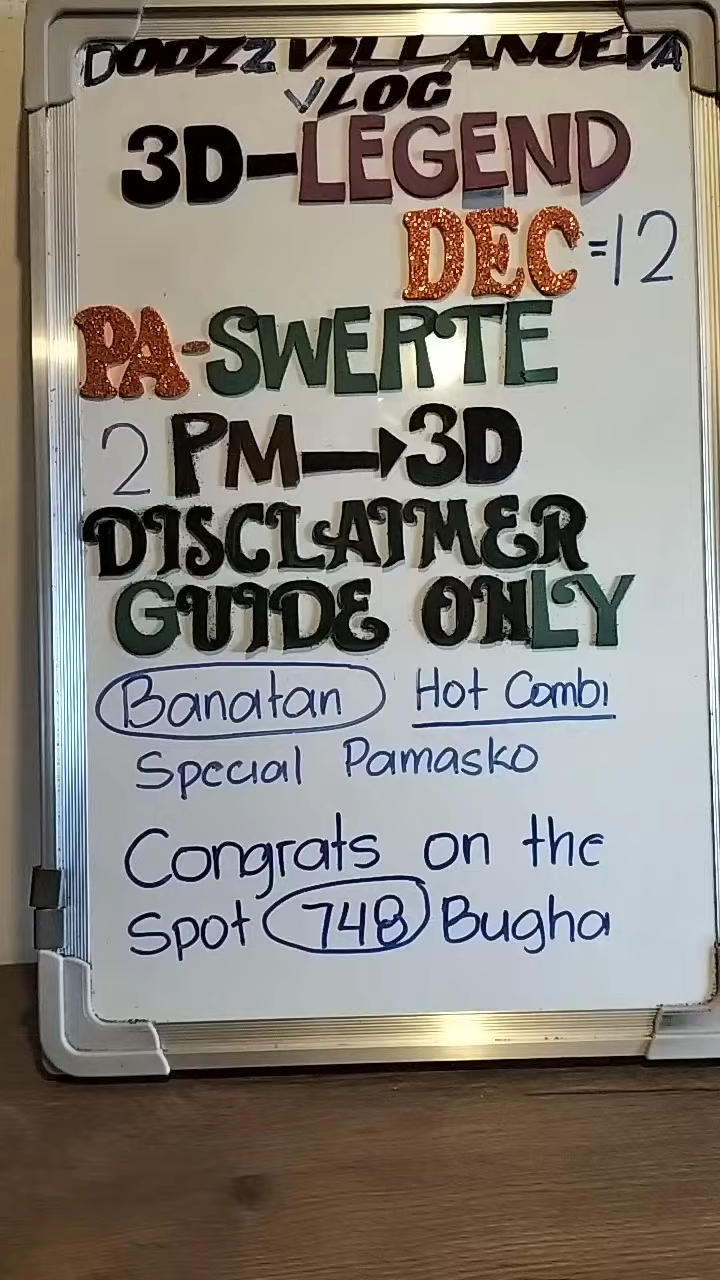 DODZZ VILLANUEVA
VLOG
3D-LEGEND
DEC=12
PA-SWERTE
2 PM→3D
DISCLAIMER
GUIDE ONLY
Banatan Hot Combi
Special Pamasko
Congrats on the
Spot 748 Bugha